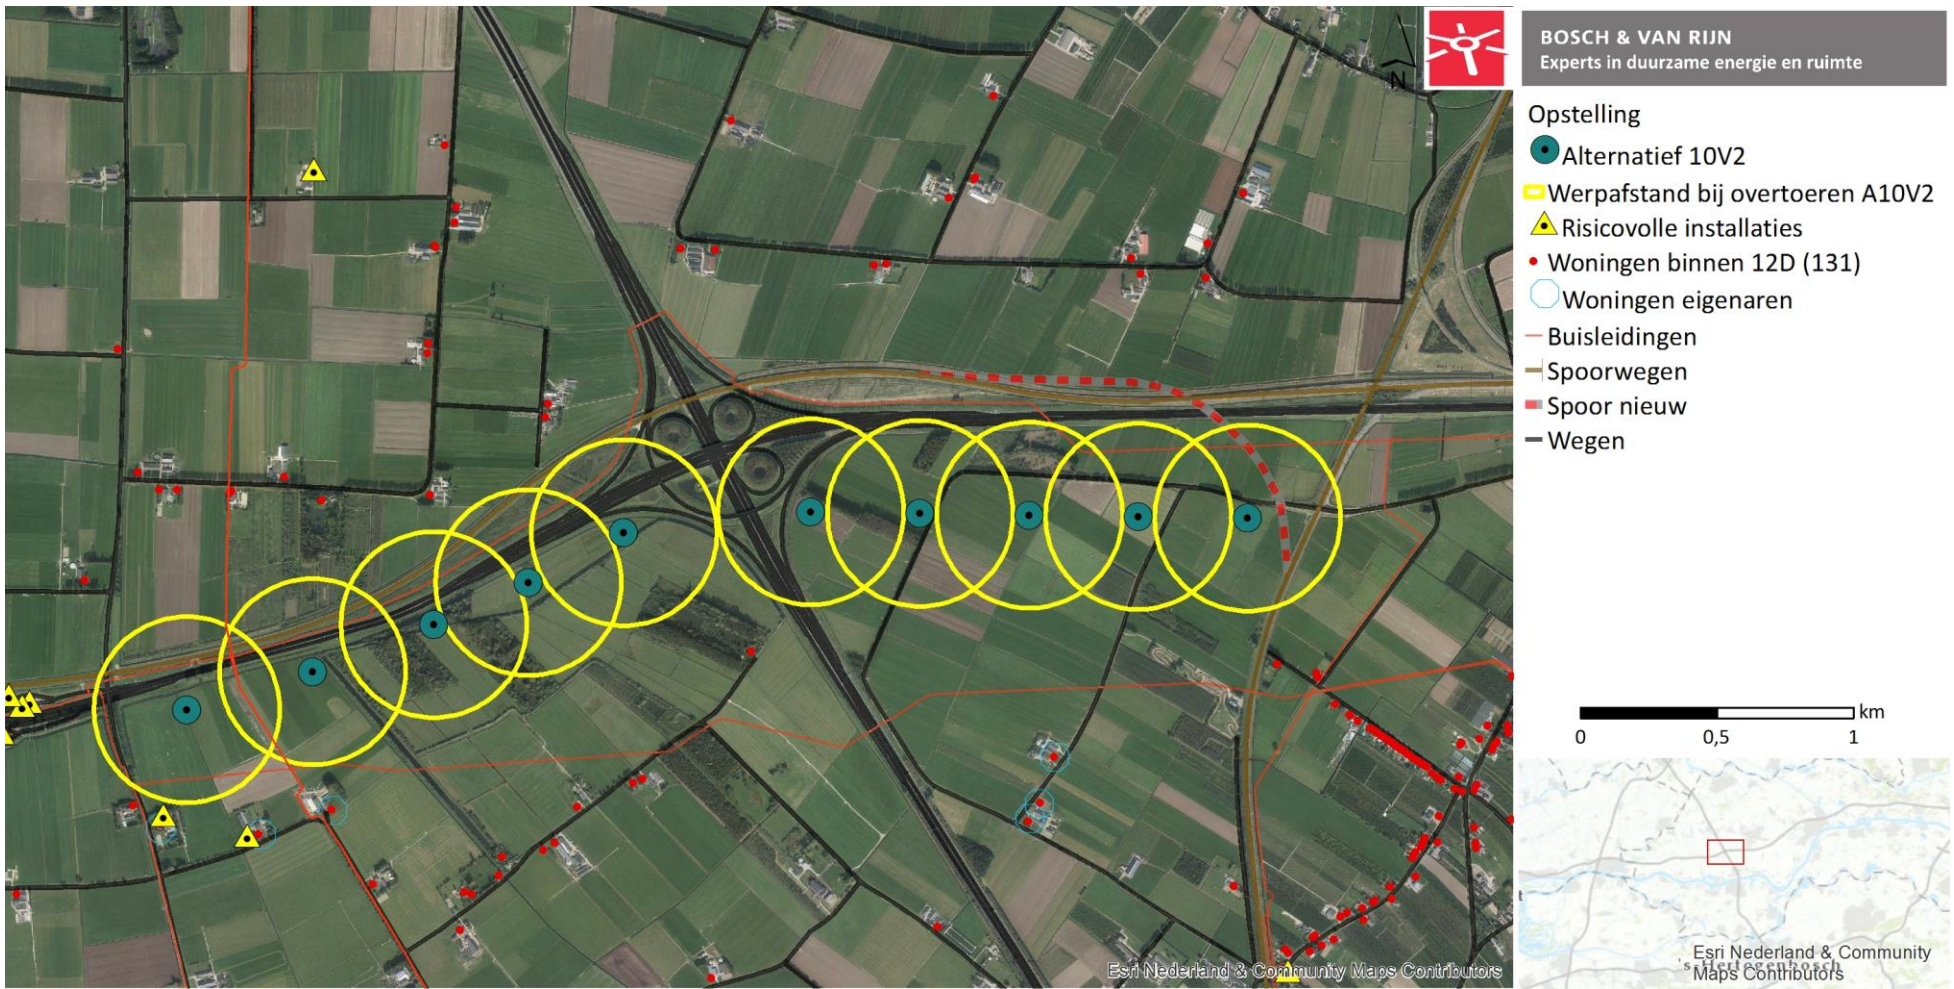 N
BOSCH & VAN RIJN
Experts in duurzame energie en ruimte
Opstelling
Alternatief 10V2
Werpafstand bij overtoeren A10V2
Risicovolle installaties
Woningen binnen 12D (131)
Woningen eigenaren
Buisleidingen
Spoorwegen
Spoor nieuw
Wegen
km
0 0,5 1
Esri Nederland & Community Maps Contributors
Esri Nederland & Community
's-Hertogenbosch
Maps Contributors